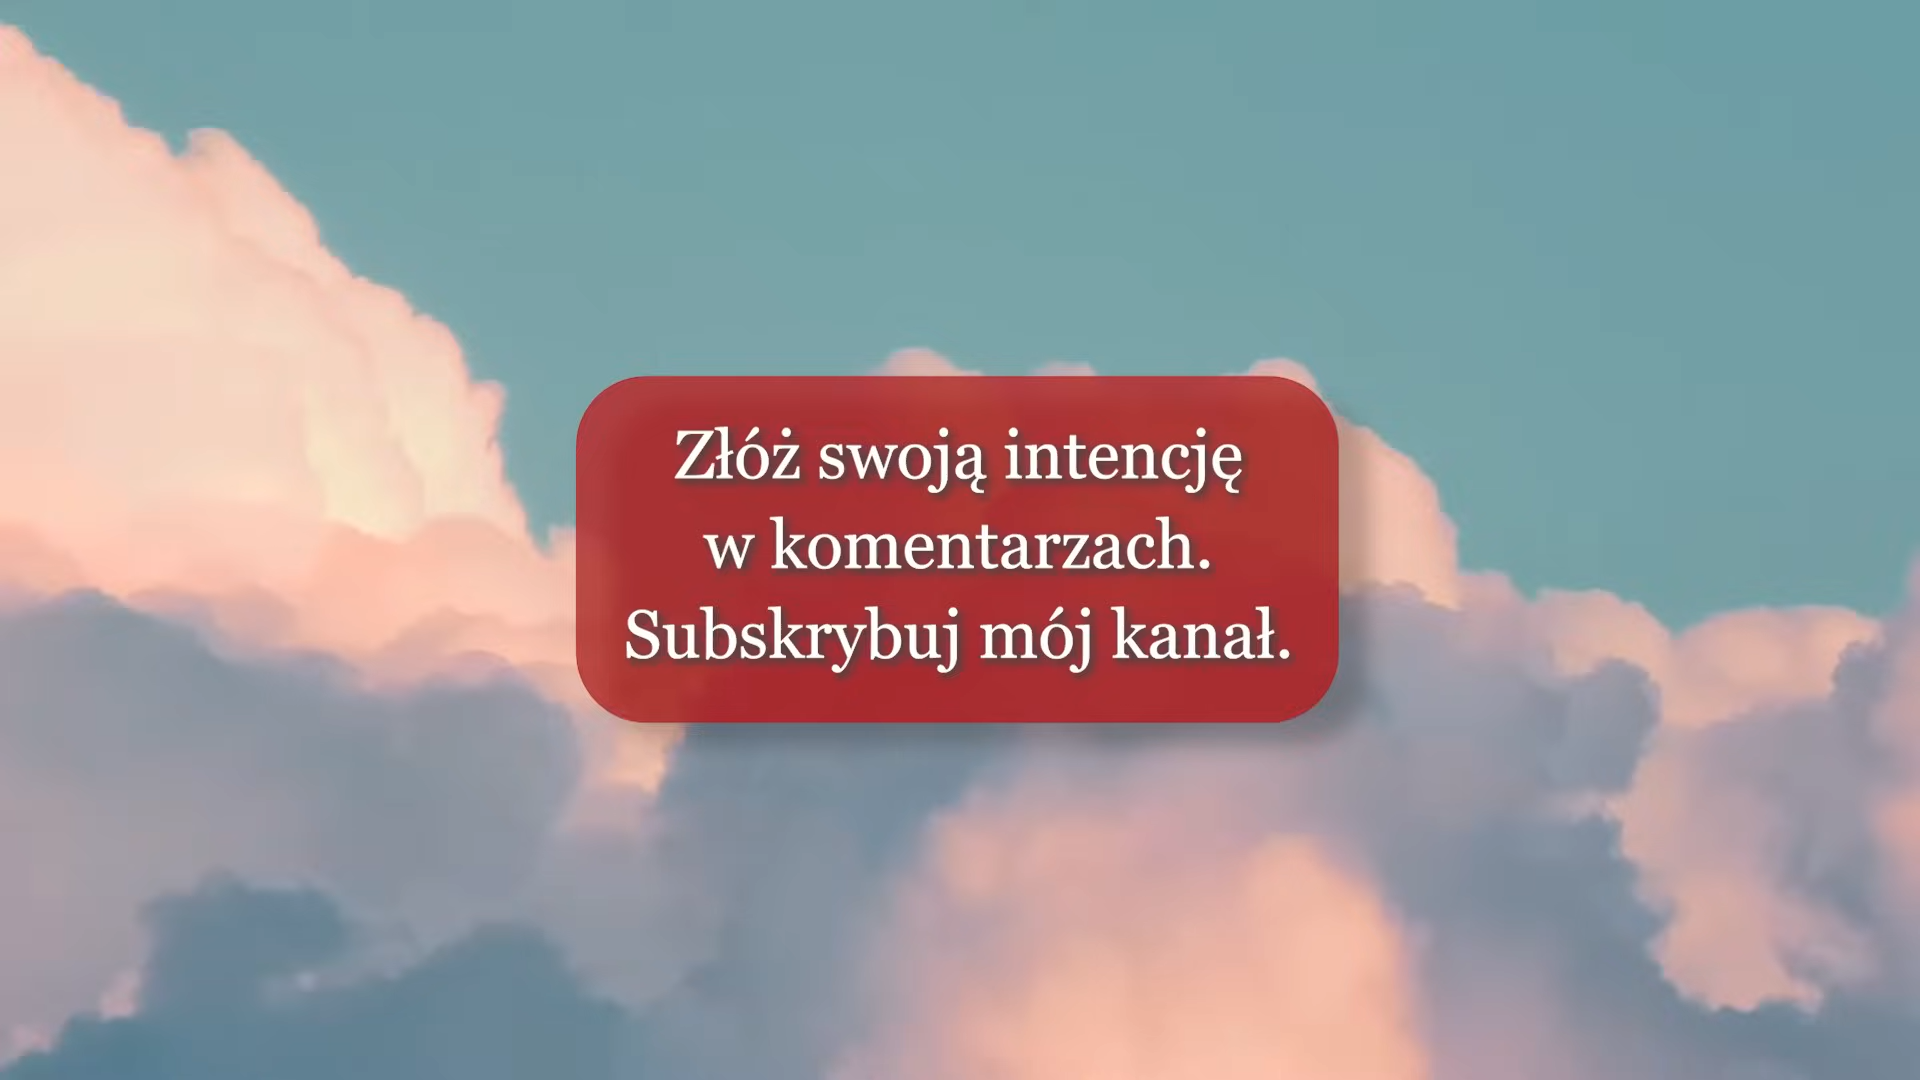 Złóż swoją intencję
w komentarzach.
Subskrybuj mój kanał.